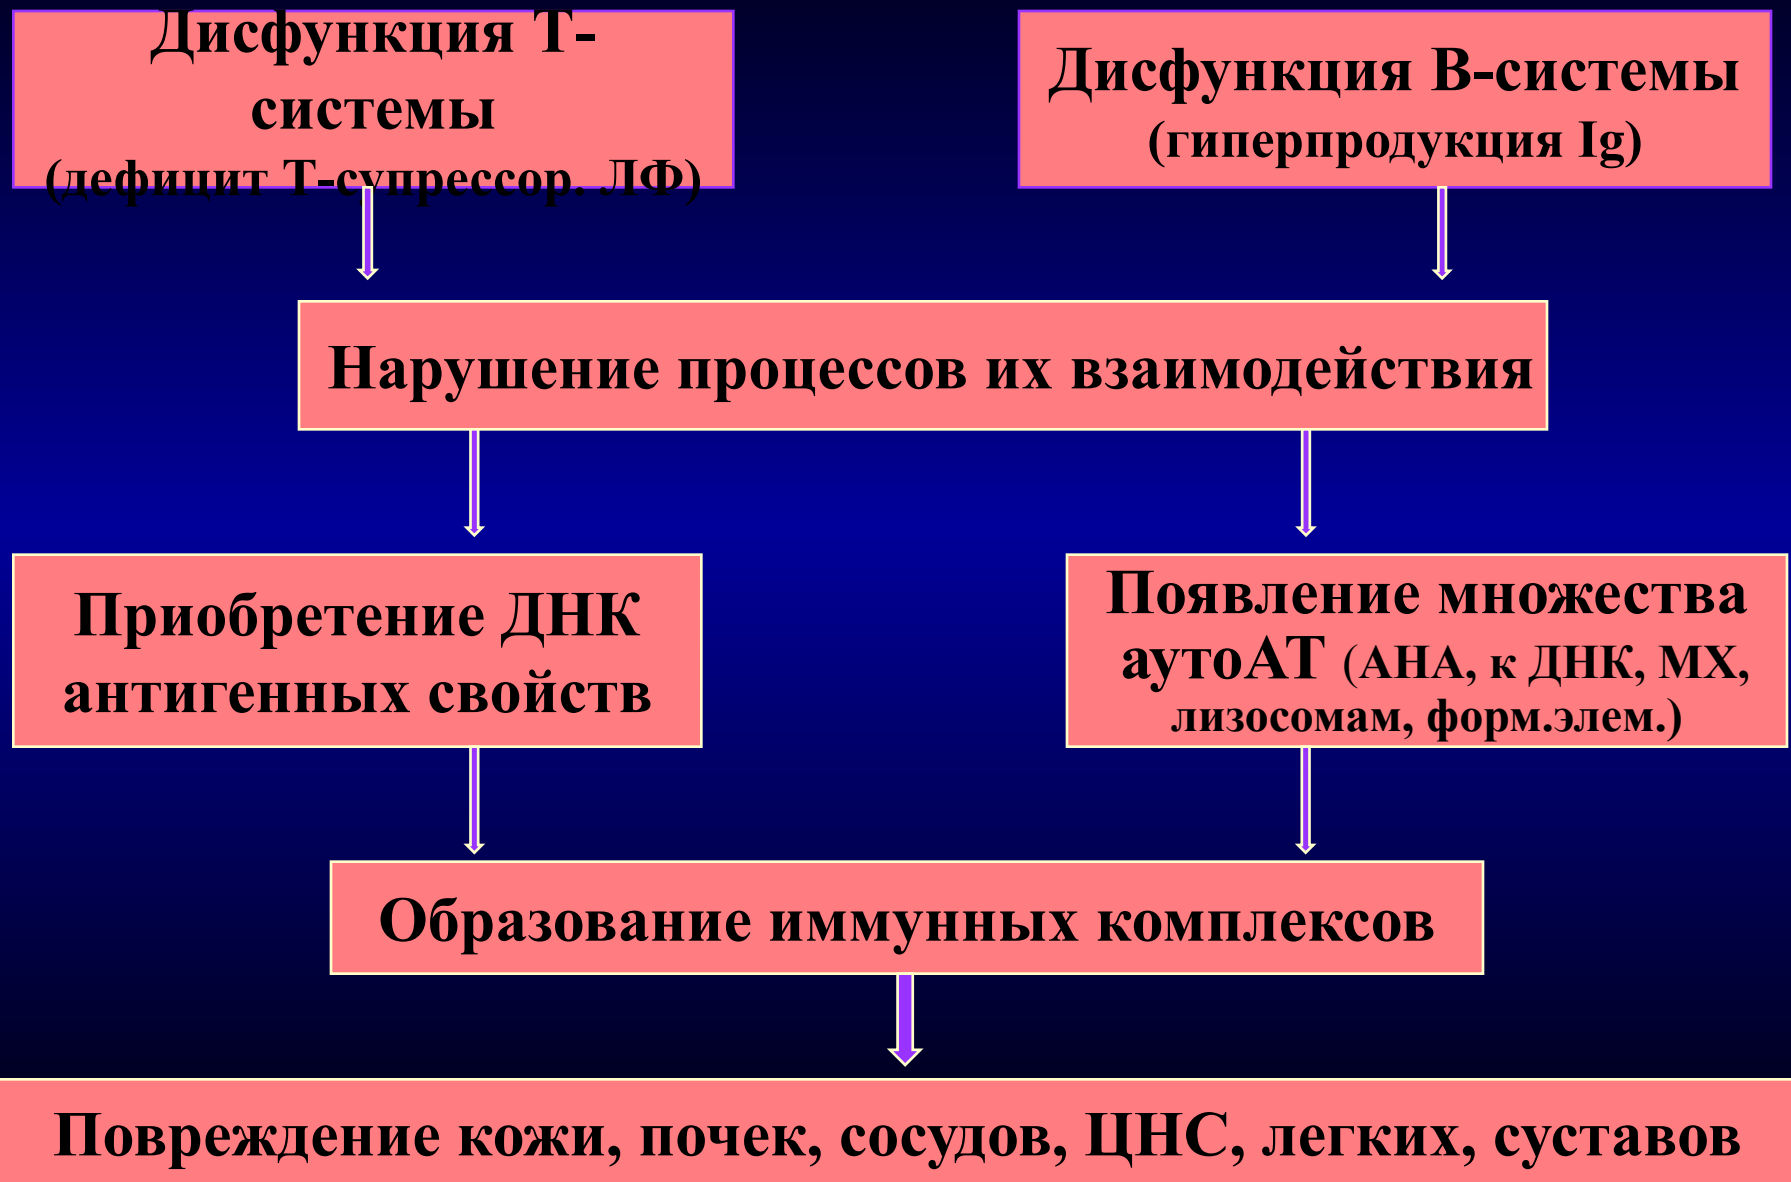 Дисфункция Т-
системы
(дефицит Т-супрессор. ЛФ)
Дисфункция В-системы
(гиперпродукция Ig)
Нарушение процессов их взаимодействия
Приобретение ДНК
антигенных свойств
Появление множества
аутоАТ (АНА, к ДНК, МХ,
лизосомам, форм.элем.)
Образование иммунных комплексов
Повреждение кожи, почек, сосудов, ЦНС, легких, суставов